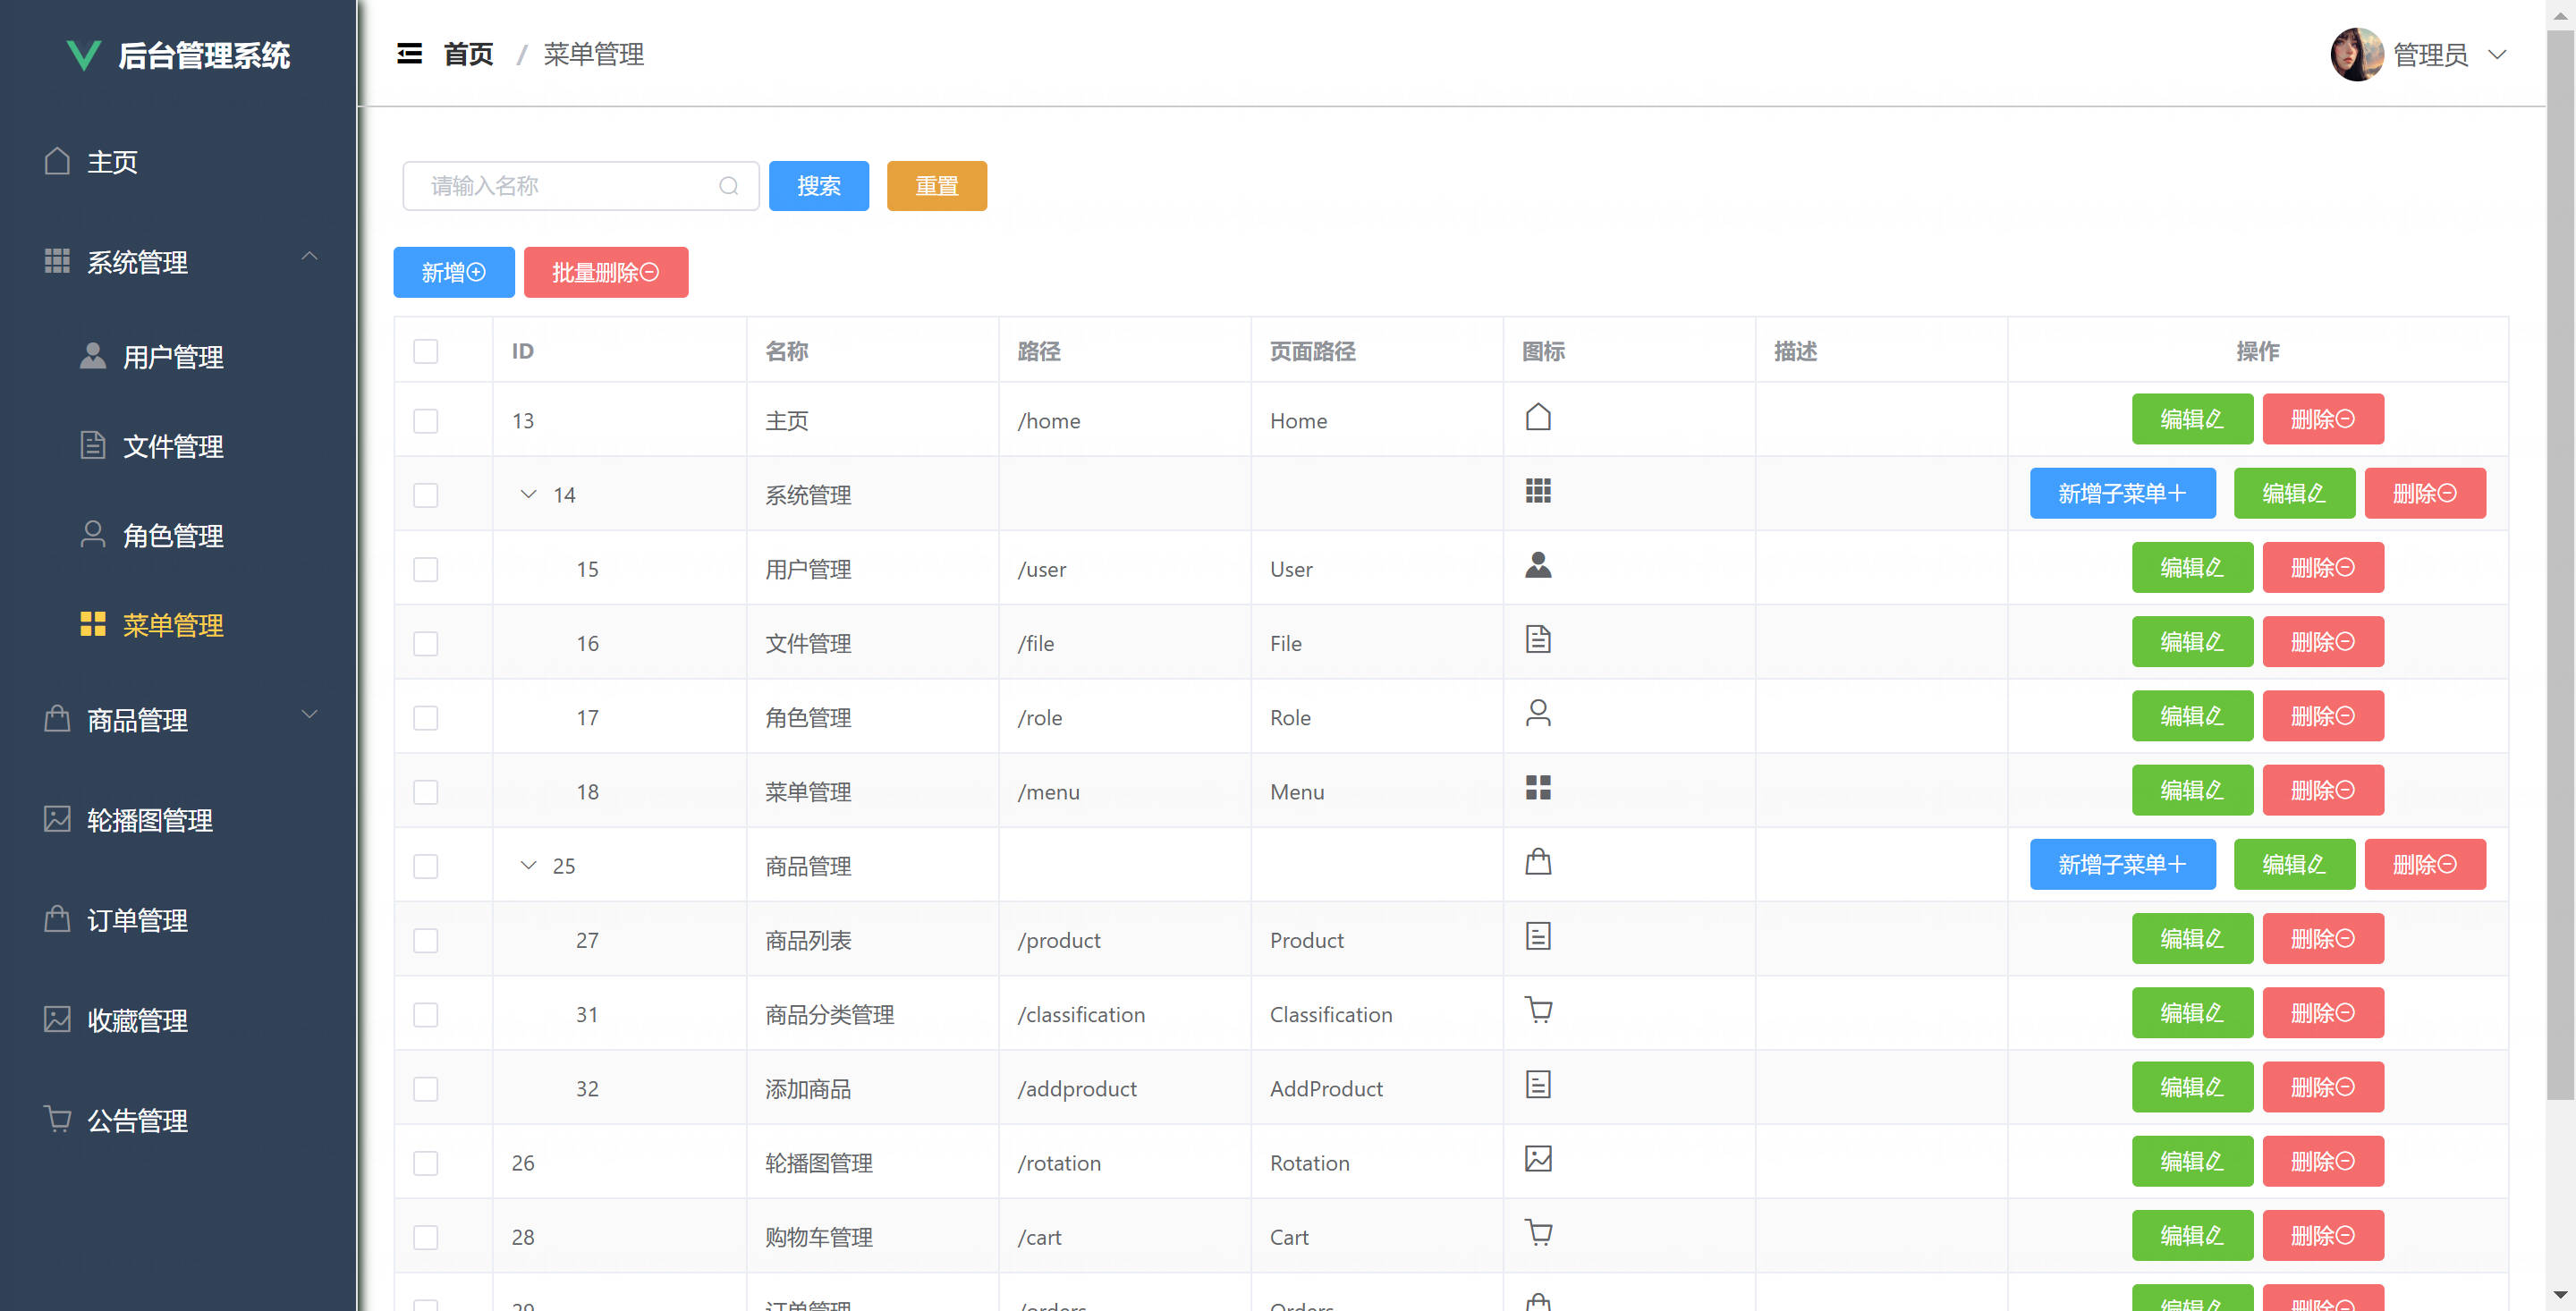 后台管理系统
主页
系统管理
用户管理
文件管理
角色管理
菜单管理
商品管理
轮播图管理
订单管理
收藏管理
公告管理
首页 / 菜单管理
管理员
请输入名称 搜索 重置
新增 批量删除
ID 名称 路径 页面路径 图标 描述 操作
13 主页 /home Home 编辑 删除
14 系统管理 新增子菜单 编辑 删除
15 用户管理 /user User 编辑 删除
16 文件管理 /file File 编辑 删除
17 角色管理 /role Role 编辑 删除
18 菜单管理 /menu Menu 编辑 删除
25 商品管理 新增子菜单 编辑 删除
27 商品列表 /product Product 编辑 删除
31 商品分类管理 /classification Classification 编辑 删除
32 添加商品 /addproduct AddProduct 编辑 删除
26 轮播图管理 /rotation Rotation 编辑 删除
28 购物车管理 /cart Cart 编辑 删除
29 订单管理 /orders Orders 编辑 删除